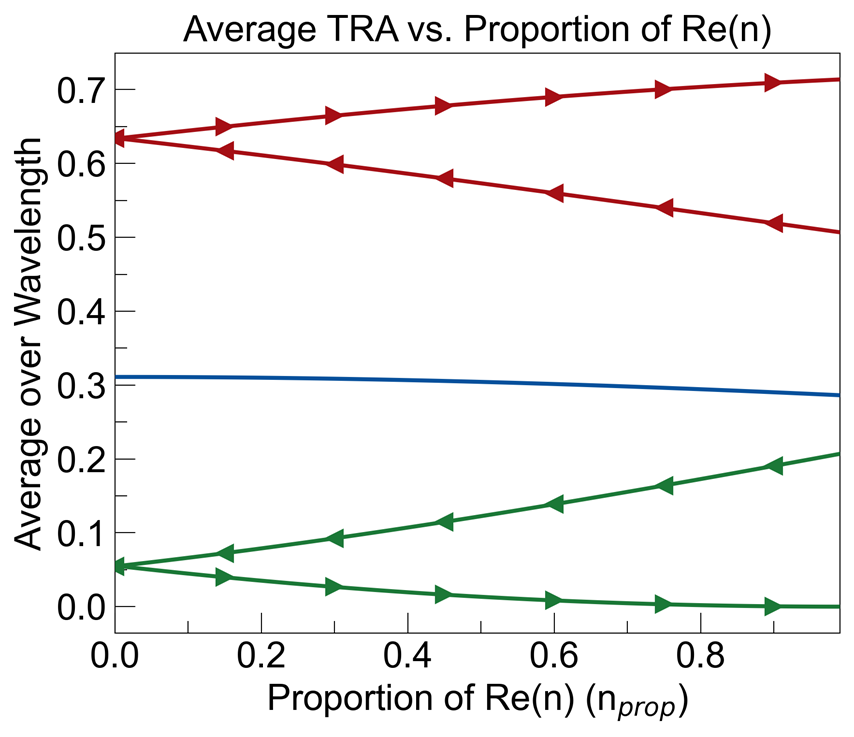 Average TRA vs. Proportion of Re(n)
Average over Wavelength
0.7
0.6
0.5
0.4
0.3
0.2
0.1
0.0
0.0 0.2 0.4 0.6 0.8
Proportion of Re(n) (nprop)